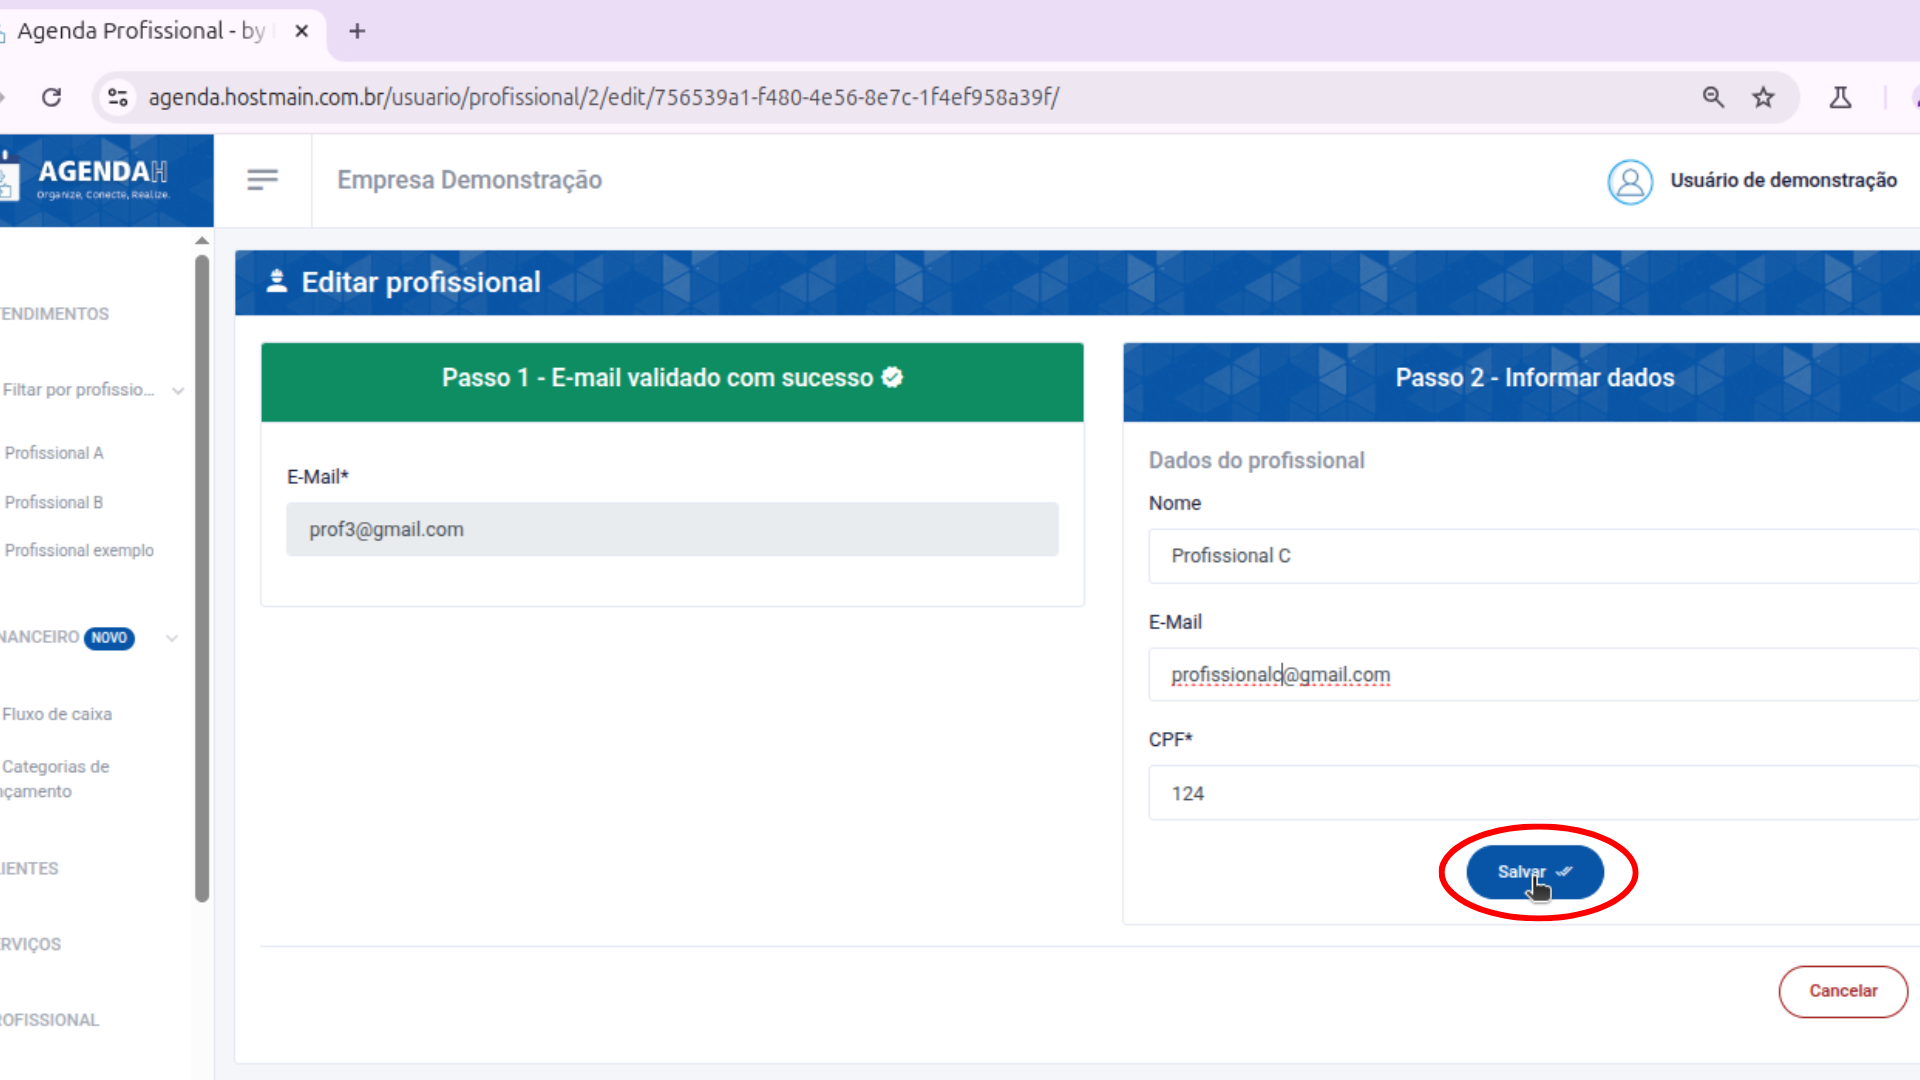 Agenda Profissional - by
agenda.hostmain.com.br/usuario/profissional/2/edit/756539a1-f480-4e56-8e7c-1f4ef958a39f/
AGENDAH
Organize, Conecte, Realize.
Empresa Demonstração
Usuário de demonstração
Editar profissional
ENDIMENTOS
Filtar por profissio...
Profissional A
Profissional B
Profissional exemplo
NANCEIRO NOVO
Fluxo de caixa
Categorias de
nçamento
IENTES
RVIÇOS
OFISSIONAL
Passo 1 - E-mail validado com sucesso
E-Mail*
prof3@gmail.com
Passo 2 - Informar dados
Dados do profissional
Nome
Profissional C
E-Mail
profissionalc@gmail.com
CPF*
124
Salvar
Cancelar